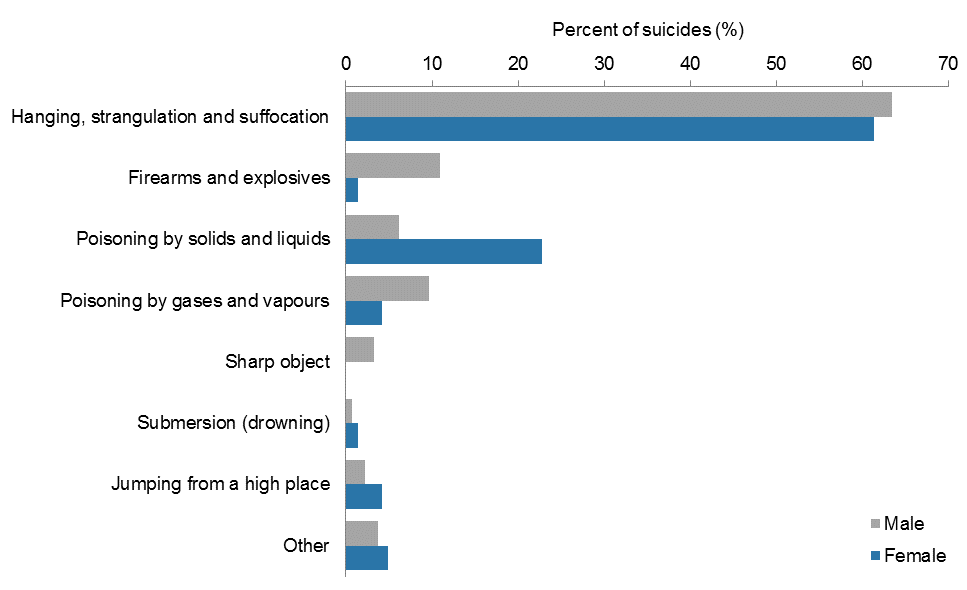 Percent of suicides (%)
0 10 20 30 40 50 60 70
Hanging, strangulation and suffocation
Firearms and explosives
Poisoning by solids and liquids
Poisoning by gases and vapours
Sharp object
Submersion (drowning)
Jumping from a high place
Other
Male
Female